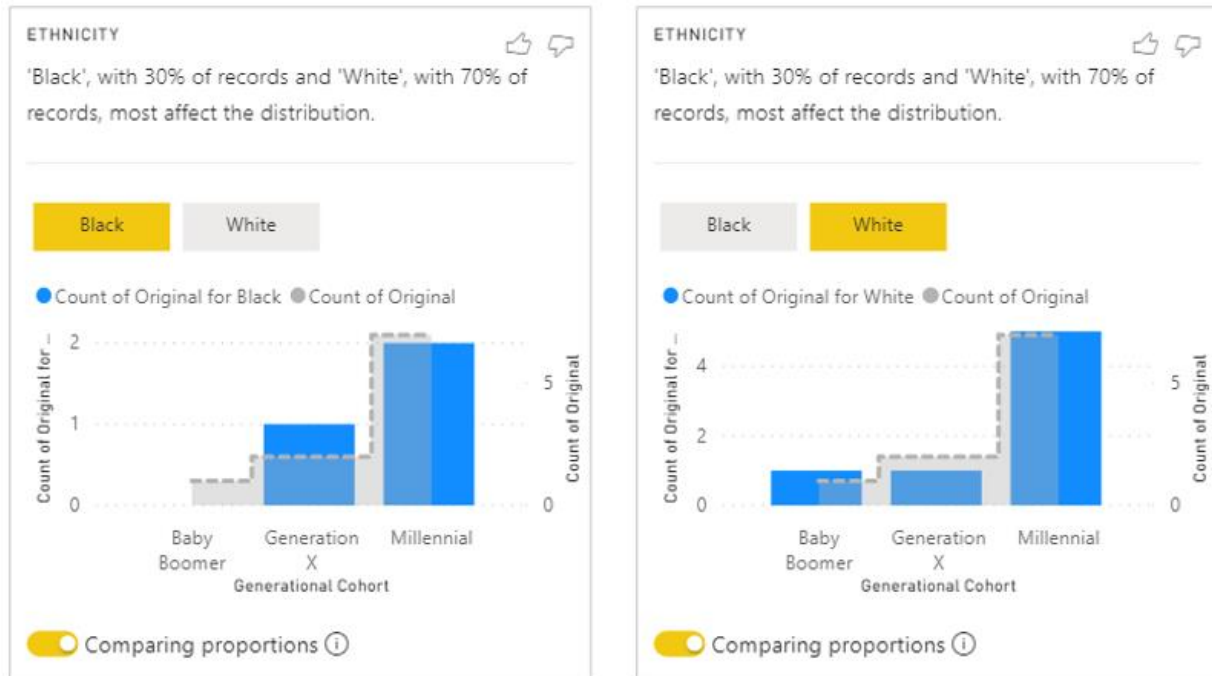 ETHNICITY
'Black', with 30% of records and 'White', with 70% of
records, most affect the distribution.
Black White
Count of Original for Black Count of Original
Count of Original for ...
2
1
0
5
0
Count of Original
Baby Boomer
Generation X
Millennial
Generational Cohort
Comparing proportions
ETHNICITY
'Black', with 30% of records and 'White', with 70% of
records, most affect the distribution.
Black White
Count of Original for White Count of Original
Count of Original for ...
4
2
0
5
0
Count of Original
Baby Boomer
Generation X
Millennial
Generational Cohort
Comparing proportions